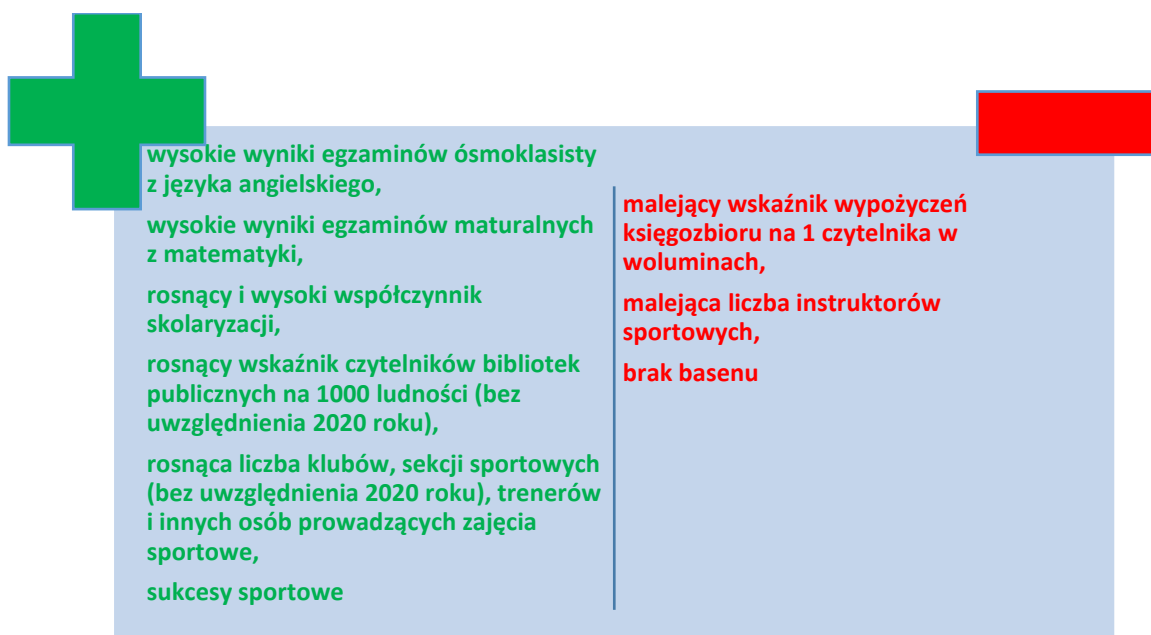 wysokie wyniki egzaminów ósmoklasisty
z języka angielskiego,
wysokie wyniki egzaminów maturalnych
z matematyki,
rosnący i wysoki współczynnik
skolaryzacji,
rosnący wskaźnik czytelników bibliotek
publicznych na 1000 ludności (bez
uwzględnienia 2020 roku),
rosnąca liczba klubów, sekcji sportowych
(bez uwzględnienia 2020 roku), trenerów
i innych osób prowadzących zajęcia
sportowe,
sukcesy sportowe
malejący wskaźnik wypożyczeń
księgozbioru na 1 czytelnika w
woluminach,
malejąca liczba instruktorów
sportowych,
brak basenu